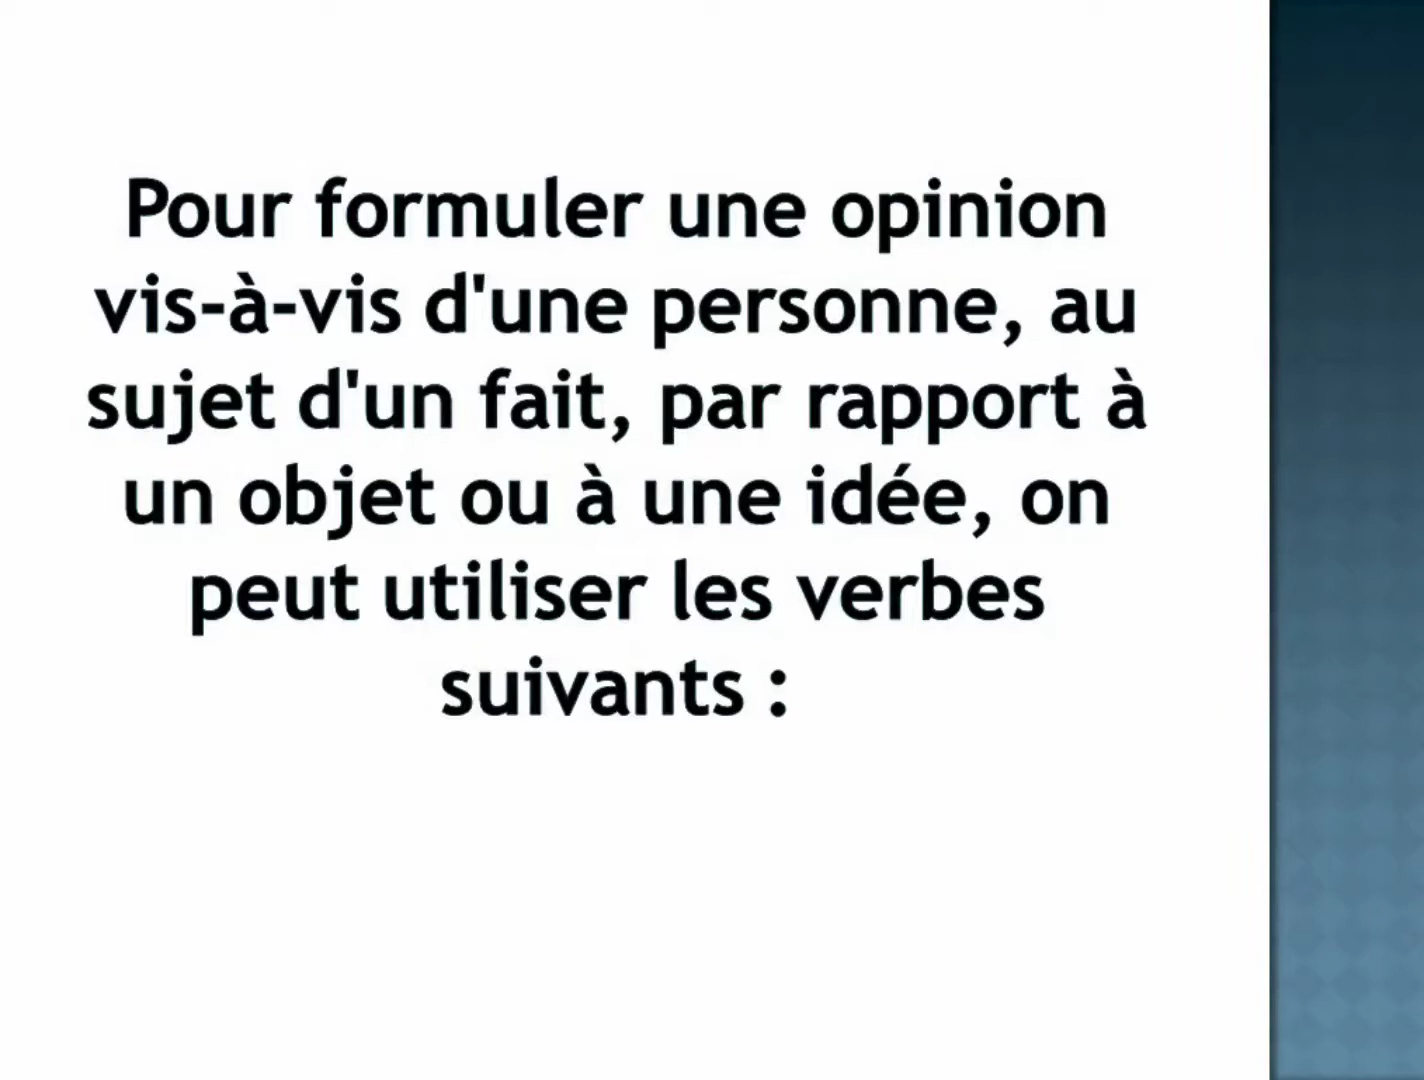 Pour formuler une opinion
vis-à-vis d'une personne, au
sujet d'un fait, par rapport à
un objet ou à une idée, on
peut utiliser les verbes
suivants :